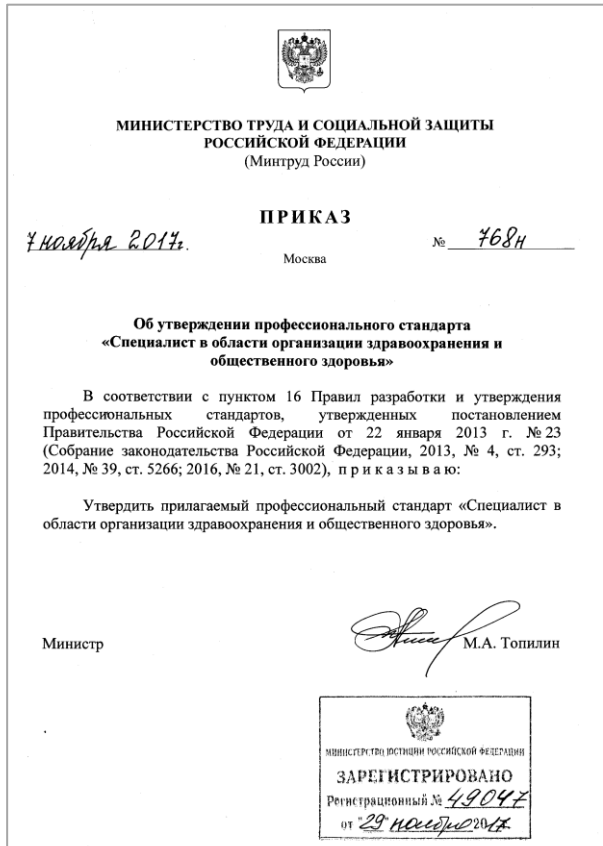 МИНИСТЕРСТВО ТРУДА И СОЦИАЛЬНОЙ ЗАЩИТЫ
РОССИЙСКОЙ ФЕДЕРАЦИИ
(Минтруд России)
ПРИКАЗ
7 ноября 2017г. № 768н
Москва
Об утверждении профессионального стандарта
«Специалист в области организации здравоохранения и
общественного здоровья»
В соответствии с пунктом 16 Правил разработки и утверждения
профессиональных стандартов, утвержденных постановлением
Правительства Российской Федерации от 22 января 2013 г. № 23
(Собрание законодательства Российской Федерации, 2013, № 4, ст. 293;
2014, № 39, ст. 5266; 2016, № 21, ст. 3002), п р и к а з ы в а ю:
Утвердить прилагаемый профессиональный стандарт «Специалист в
области организации здравоохранения и общественного здоровья».
Министр М.А. Топилин
МИНИСТЕРСТВО ЮСТИЦИИ РОССИЙСКОЙ ФЕДЕРАЦИИ
ЗАРЕГИСТРИРОВАНО
Регистрационный № 49047
от "29" ноября 2017.